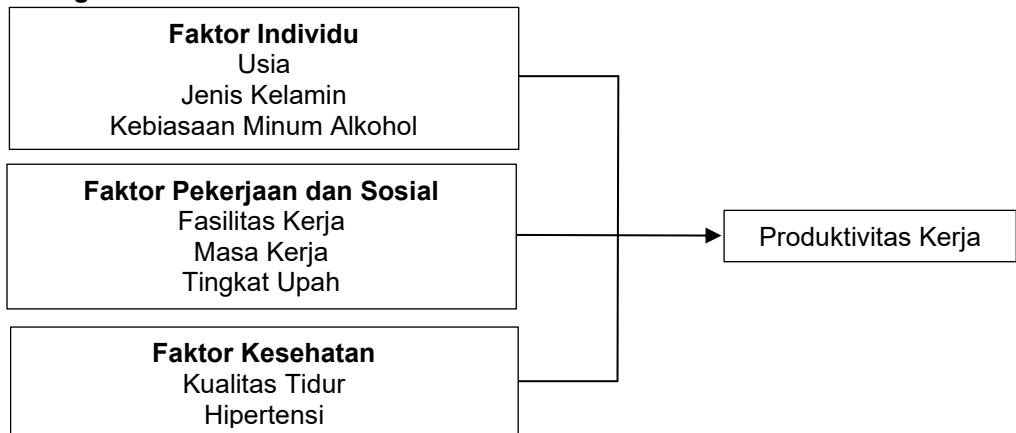 Faktor Individu
Usia
Jenis Kelamin
Kebiasaan Minum Alkohol
Faktor Pekerjaan dan Sosial
Fasilitas Kerja
Masa Kerja
Tingkat Upah
Produktivitas Kerja
Faktor Kesehatan
Kualitas Tidur
Hipertensi